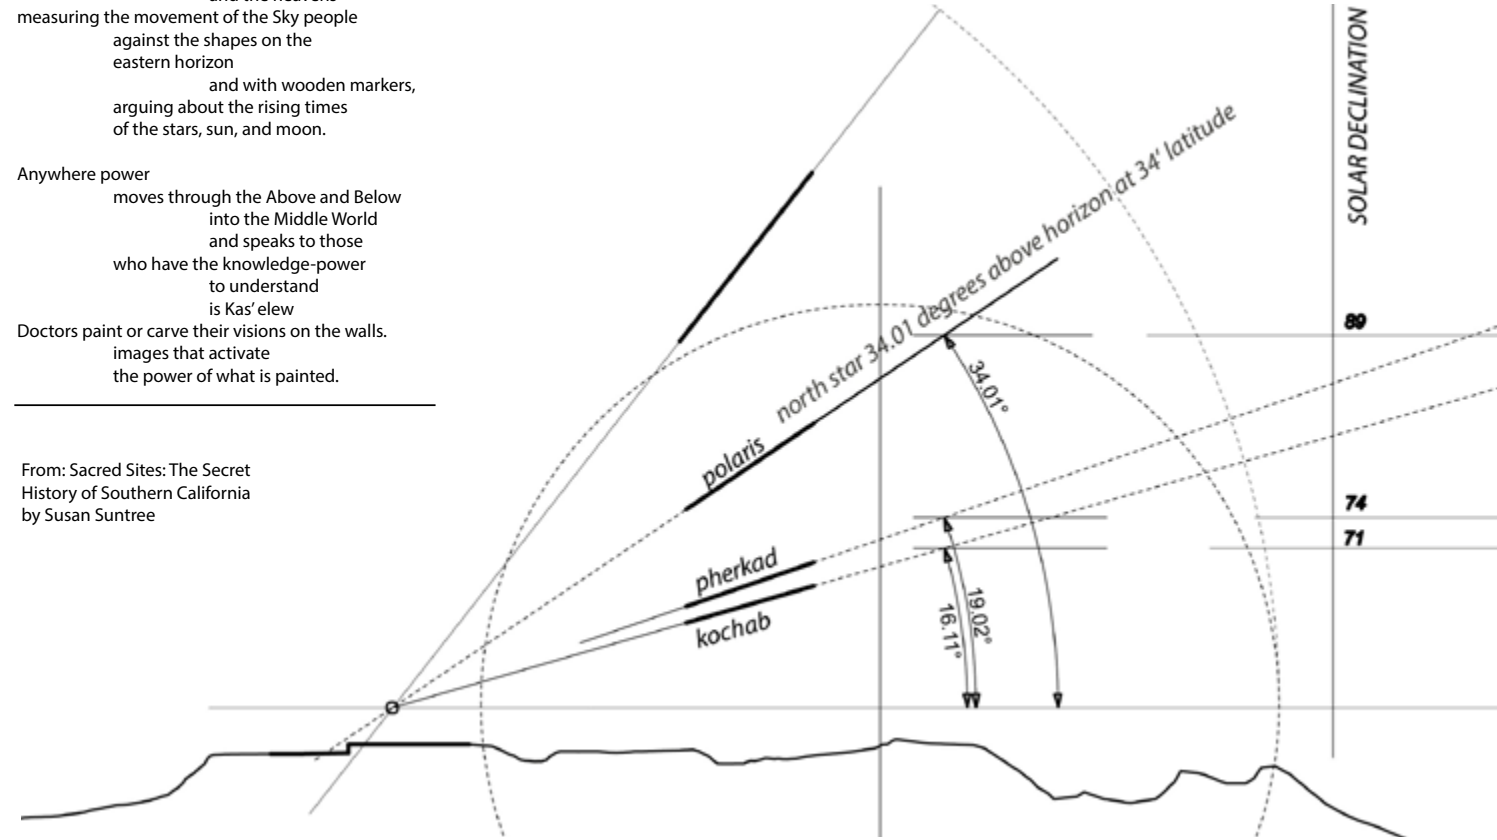 and the heavens
measuring the movement of the Sky people
against the shapes on the
eastern horizon
and with wooden markers,
arguing about the rising times
of the stars, sun, and moon.
Anywhere power
moves through the Above and Below
into the Middle World
and speaks to those
who have the knowledge-power
to understand
is Kas’ elew
Doctors paint or carve their visions on the walls.
images that activate
the power of what is painted.
From: Sacred Sites: The Secret
History of Southern California
by Susan Suntree
SOLAR DECLINATION
north star 34.01 degrees above horizon at 34' latitude
89
34.01°
polaris
74
71
pherkad
kochab
19.02°
16.11°